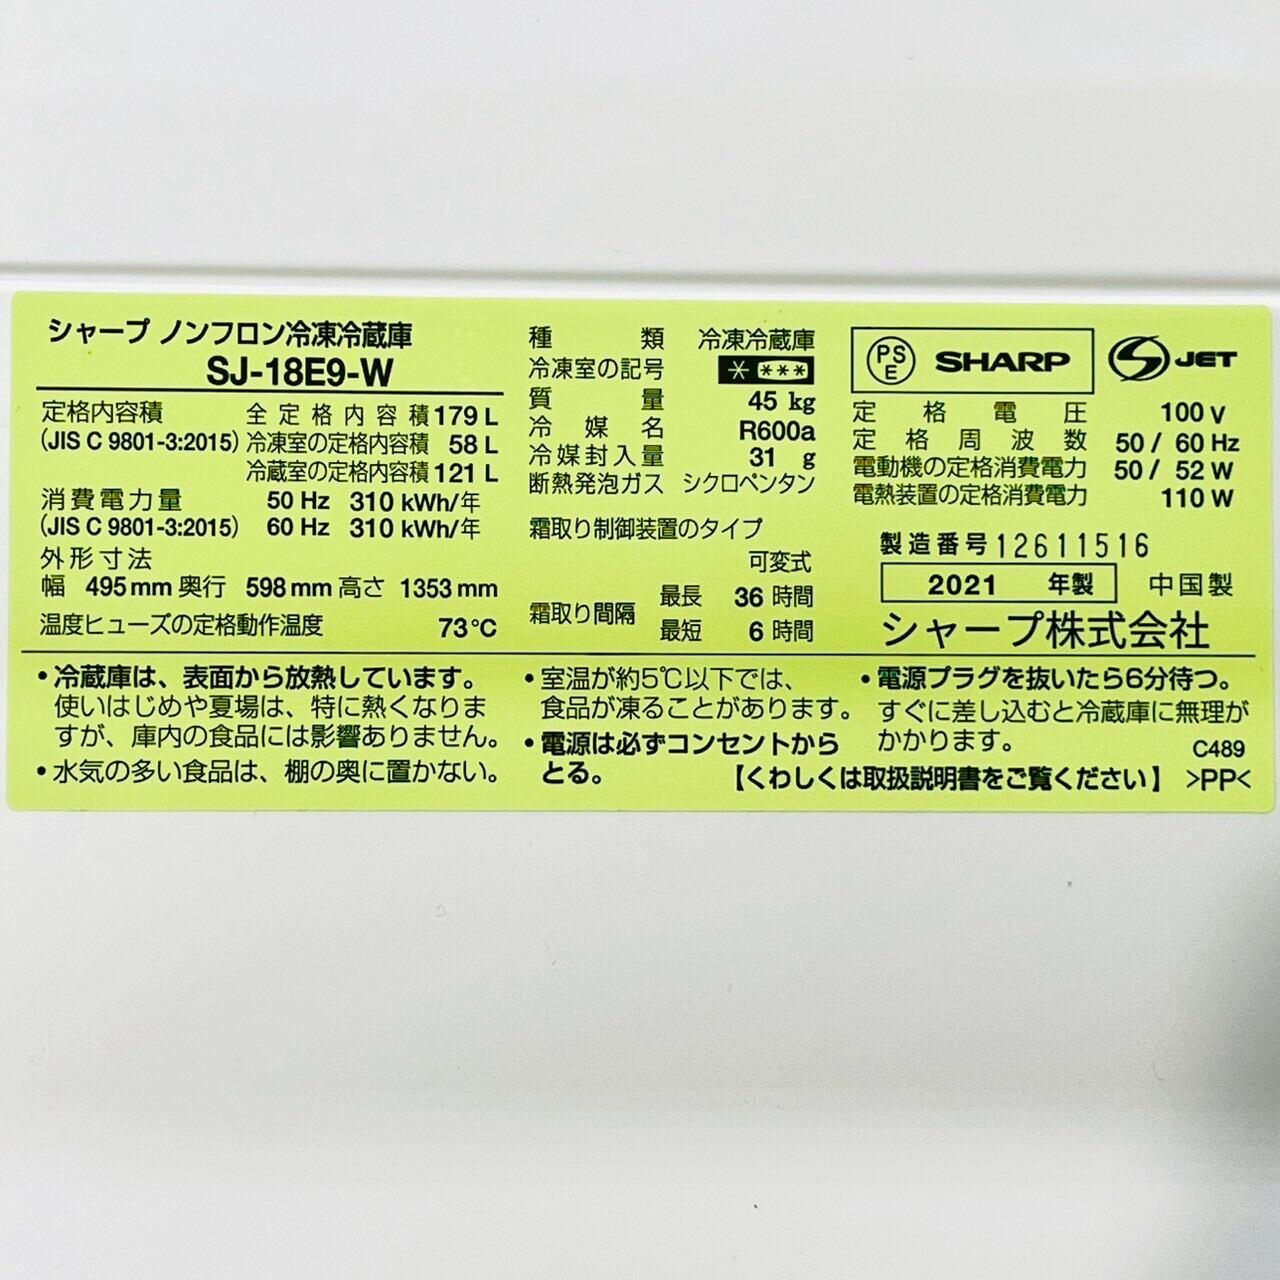 シャープ ノンフロン冷凍冷蔵庫
SJ-18E9-W
定格内容積 全定格内容積 179 L
(JIS C 9801-3:2015) 冷凍室の定格内容積 58 L
冷蔵室の定格内容積 121 L
消費電力量 50 Hz 310 kWh/年
(JIS C 9801-3:2015) 60 Hz 310 kWh/年
外形寸法
幅 495 mm 奥行 598 mm 高さ 1353 mm
温度ヒューズの定格動作温度 73℃
種類 冷凍冷蔵庫
冷凍室の記号 * ***
質量 45 kg
冷媒名 R600a
冷媒封入量 31 g
断熱発泡ガス シクロペンタン
霜取り制御装置のタイプ
可変式
霜取り間隔 最長 36 時間
最短 6 時間
PSE SHARP JET
定格電圧 100 V
定格周波数 50 / 60 Hz
電動機の定格消費電力 50 / 52 W
電熱装置の定格消費電力 110 W
製造番号 12611516
2021 年製 中国製
シャープ株式会社
・冷蔵庫は、表面から放熱しています。
使いはじめや夏場は、特に熱くなりま
すが、庫内の食品には影響ありません。
・水気の多い食品は、棚の奥に置かない。
・室温が約5℃以下では、
食品が凍ることがあります。
・電源は必ずコンセントから
とる。
・電源プラグを抜いたら6分待つ。
すぐに差し込むと冷蔵庫に無理が
かかります。
C489
【くわしくは取扱説明書をご覧ください】 >PP<